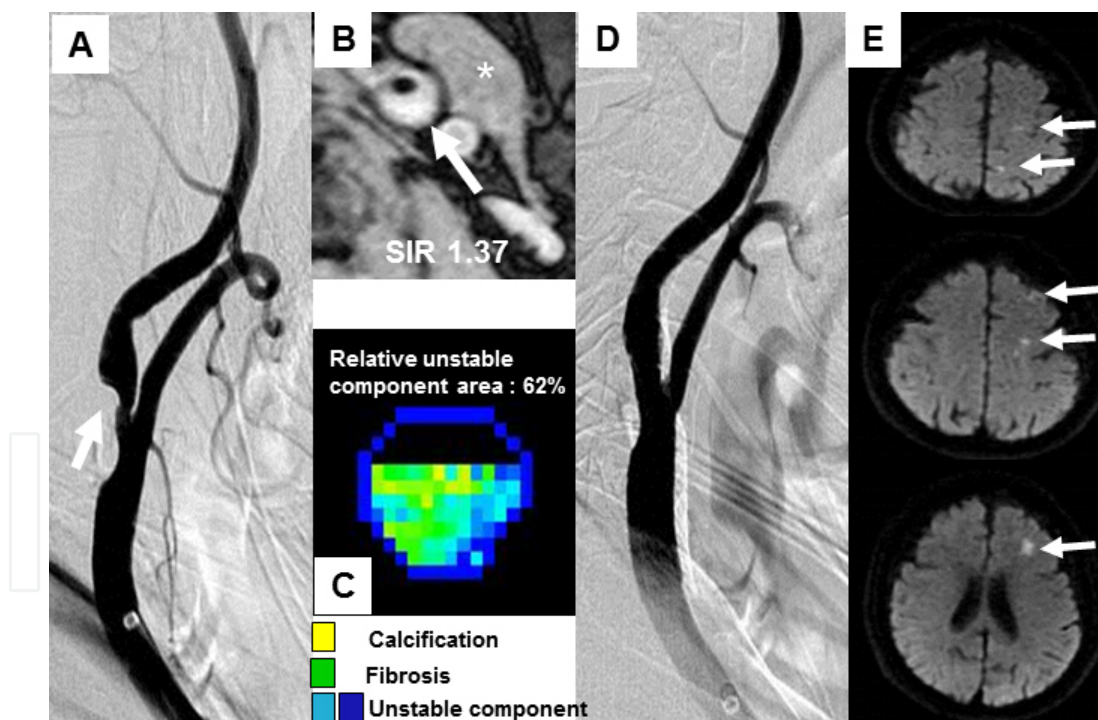 A
B
*
SIR 1.37
Relative unstable
component area : 62%
C
Calcification
Fibrosis
Unstable component
D
E